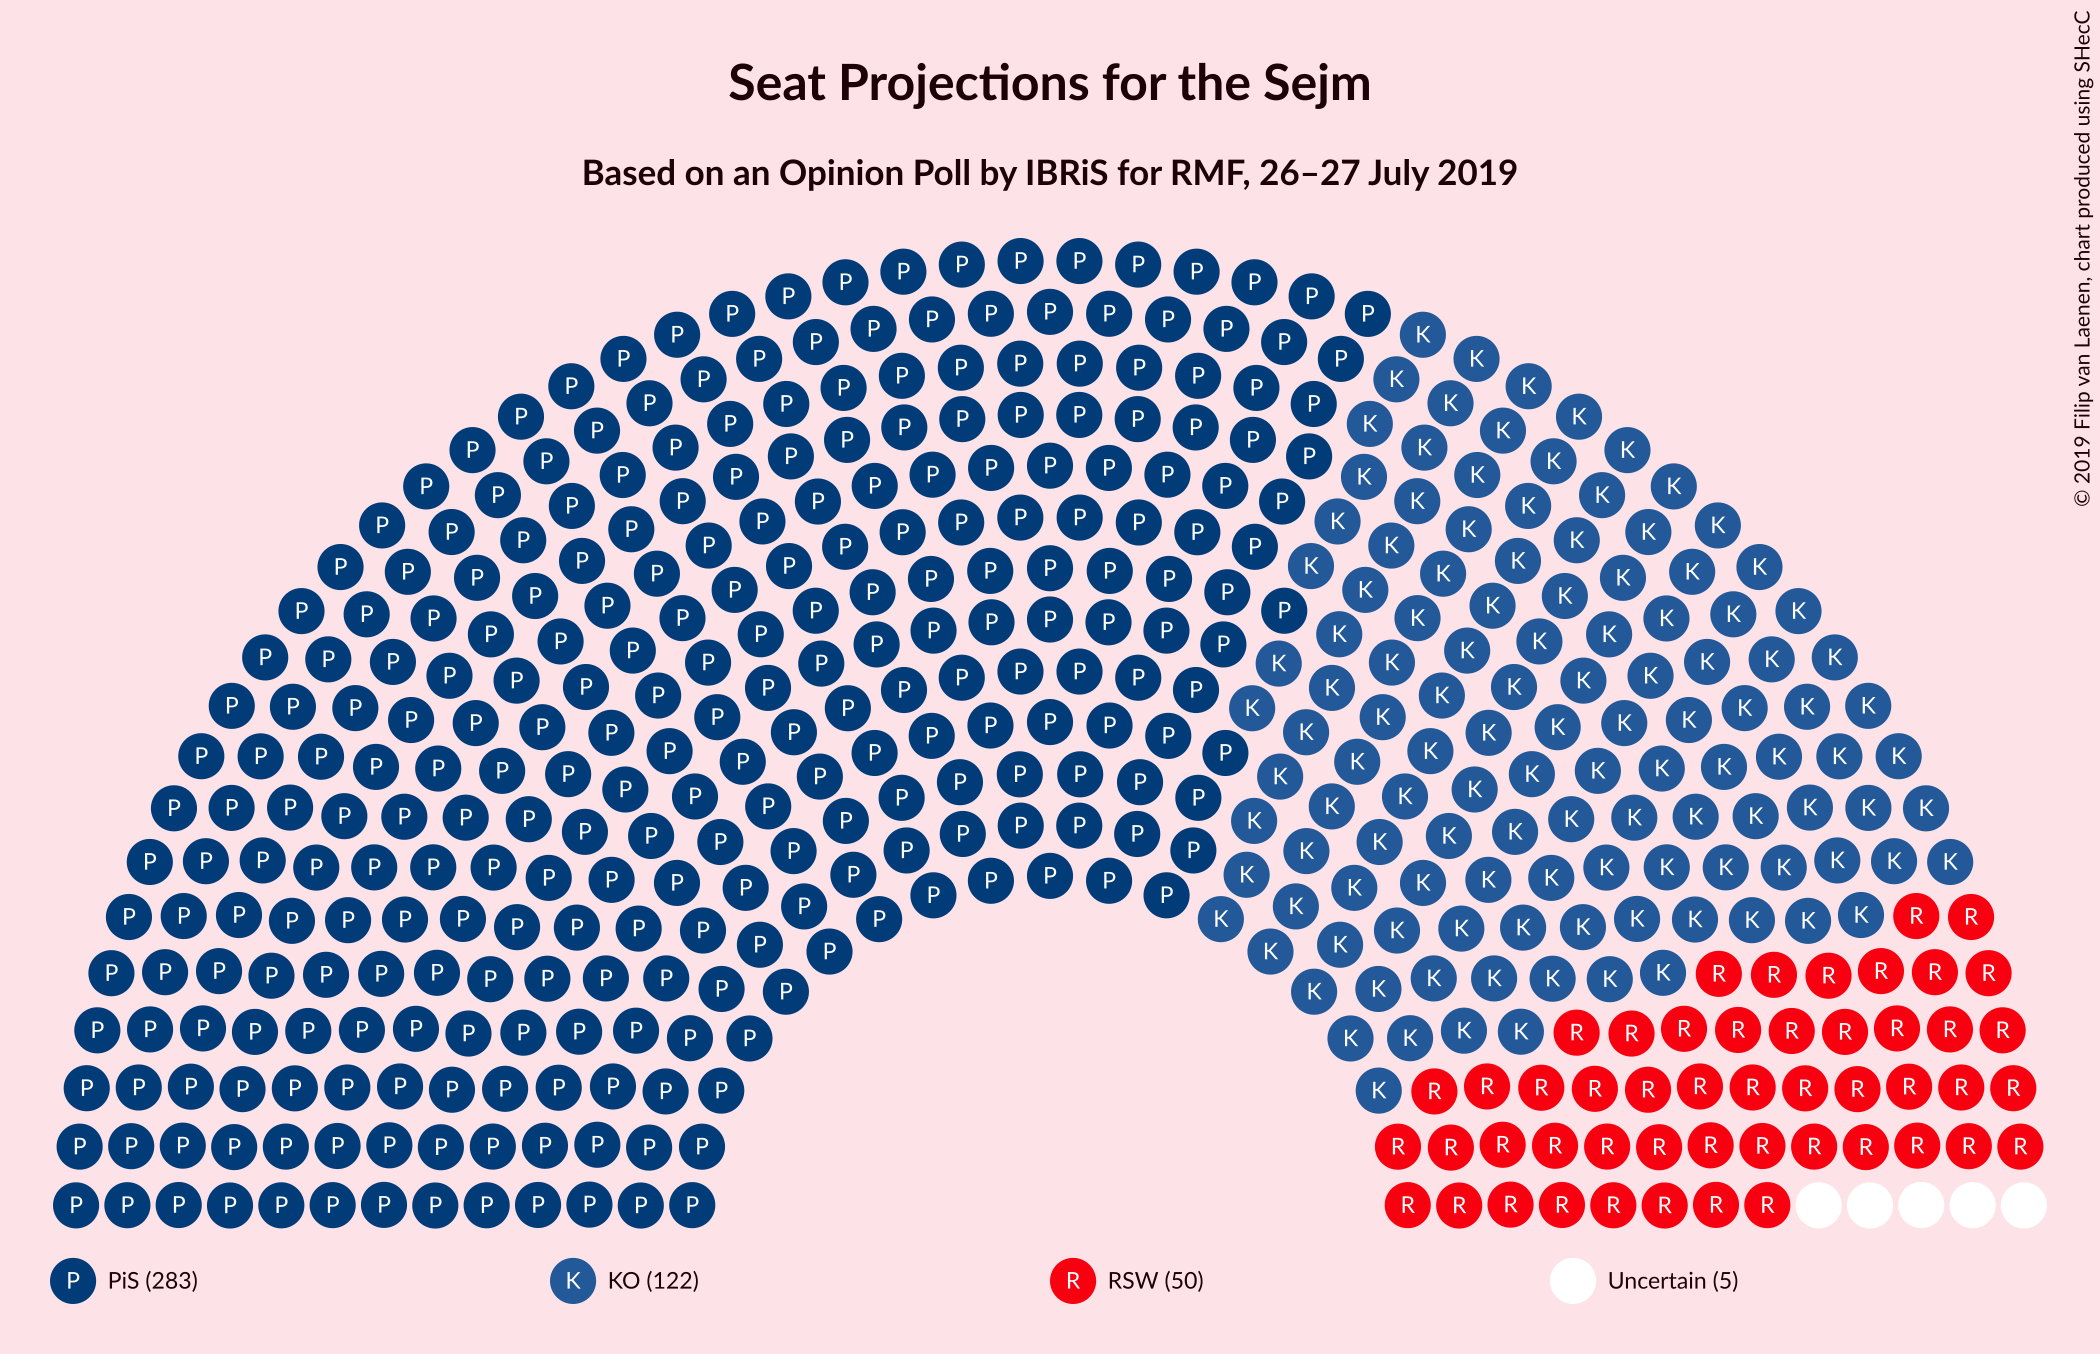 Seat Projections for the Sejm
Based on an Opinion Poll by IBRiS for RMF, 26–27 July 2019
© 2019 Filip van Laenen, chart produced using SHecC
P PiS (283)
K KO (122)
R RSW (50)
Uncertain (5)